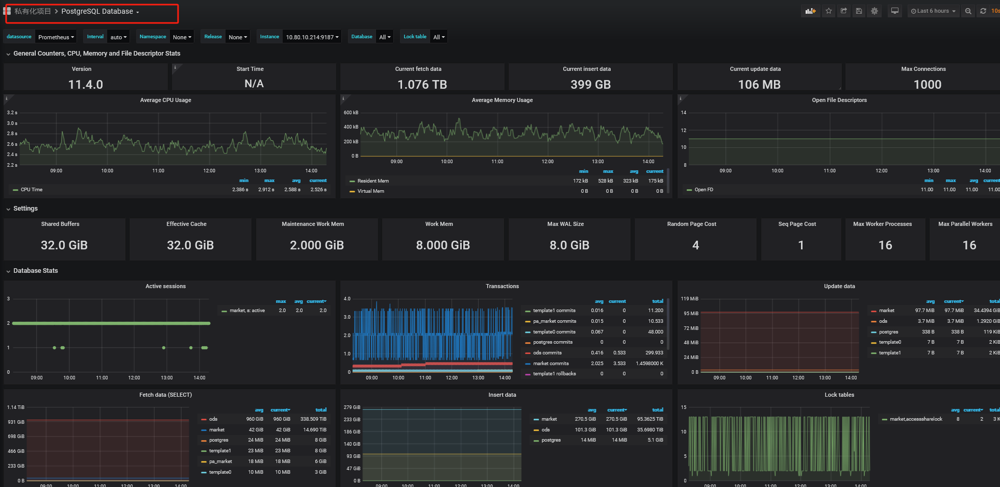 私有化项目 > PostgreSQL Database
Last 6 hours
10s
datasource Prometheus Interval auto Namespace None Release None Instance 10.80.10.214:9187 Database All Lock table All
General Counters, CPU, Memory and File Descriptor Stats
Version
11.4.0
Start Time
N/A
Current fetch data
1.076 TB
Current insert data
399 GB
Current update data
106 MB
Max Connections
1000
Average CPU Usage
3.2 s
3.0 s
2.8 s
2.6 s
2.4 s
2.2 s
09:00 10:00 11:00 12:00 13:00 14:00
min max avg current
CPU Time 2.386 s 2.912 s 2.588 s 2.526 s
Average Memory Usage
600 kB
400 kB
200 kB
0 B
09:00 10:00 11:00 12:00 13:00 14:00
min max avg current
Resident Mem 172 kB 528 kB 323 kB 175 kB
Virtual Mem 0 B 0 B 0 B 0 B
Open File Descriptors
14
12
10
8
09:00 10:00 11:00 12:00 13:00 14:00
min max avg current
Open FD 11.00 11.00 11.00 11.00
Settings
Shared Buffers
32.0 GiB
Effective Cache
32.0 GiB
Maintenance Work Mem
2.000 GiB
Work Mem
8.000 GiB
Max WAL Size
8.0 GiB
Random Page Cost
4
Seq Page Cost
1
Max Worker Processes
16
Max Parallel Workers
16
Database Stats
Active sessions
3
2
1
0
09:00 10:00 11:00 12:00 13:00 14:00
max avg current
market, s: active 2.0 2.0 2.0
Transactions
4.0
3.0
2.0
1.0
0
09:00 10:00 11:00 12:00 13:00 14:00
avg current total
template1 commits 0.016 0 11.200
pa_market commits 0.015 0 10.533
template0 commits 0.067 0 48.000
postgres commits 0 0 0
ods commits 0.416 0.533 299.933
market commits 2.025 3.533 1.4598000 K
template1 rollbacks 0 0 0
Update data
119 MiB
95 MiB
72 MiB
48 MiB
24 MiB
0 B
09:00 10:00 11:00 12:00 13:00 14:00
avg current total
market 97.7 MiB 97.7 MiB 34.4394 GiB
ods 3.7 MiB 3.7 MiB 1.2920 GiB
postgres 338 B 338 B 119 KiB
template0 7 B 7 B 2 KiB
template1 7 B 7 B 2 KiB
Fetch data (SELECT)
1.14 TiB
931 GiB
698 GiB
466 GiB
233 GiB
0 B
09:00 10:00 11:00 12:00 13:00 14:00
avg current total
ods 960 GiB 960 GiB 338.509 TiB
market 42 GiB 42 GiB 14.690 TiB
postgres 24 MiB 24 MiB 8 GiB
template1 23 MiB 23 MiB 8 GiB
pa_market 18 MiB 18 MiB 6 GiB
template0 10 MiB 10 MiB 3 GiB
Insert data
279 GiB
233 GiB
186 GiB
140 GiB
93 GiB
47 GiB
0 B
09:00 10:00 11:00 12:00 13:00 14:00
avg current total
market 270.5 GiB 270.5 GiB 95.3625 TiB
ods 101.3 GiB 101.3 GiB 35.6980 TiB
postgres 14 MiB 14 MiB 5.1 GiB
Lock tables
15
10
5
0
09:00 10:00 11:00 12:00 13:00 14:00
avg current total
market,accesssharelock 8 2 3 K